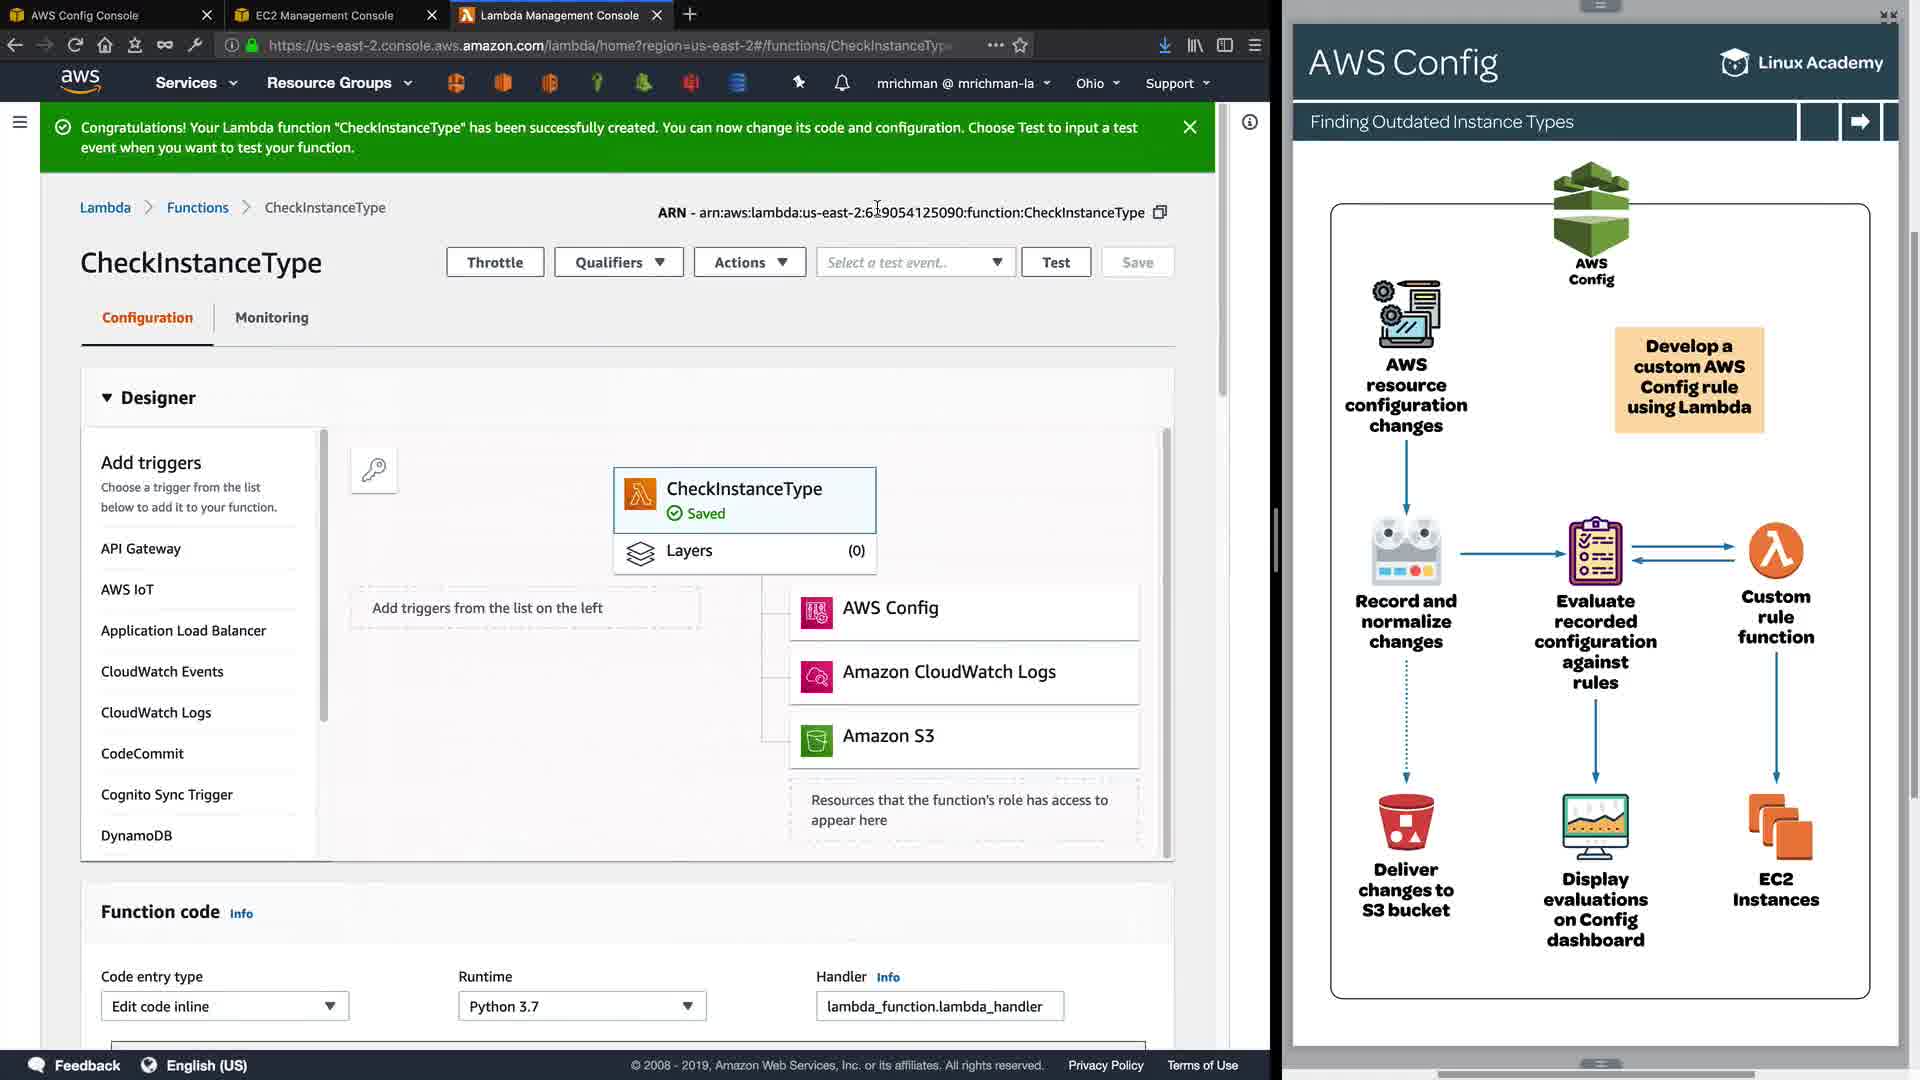 AWS Config Console
EC2 Management Console
Lambda Management Console
https://us-east-2.console.aws.amazon.com/lambda/home?region=us-east-2#/functions/CheckInstanceType
aws
Services
Resource Groups
mrichman @ mrichman-la
Ohio
Support
Congratulations! Your Lambda function "CheckInstanceType" has been successfully created. You can now change its code and configuration. Choose Test to input a test
event when you want to test your function.
Lambda
Functions
CheckInstanceType
ARN - arn:aws:lambda:us-east-2:629054125090:function:CheckInstanceType
CheckInstanceType
Throttle
Qualifiers
Actions
Select a test event..
Test
Save
Configuration
Monitoring
Designer
Add triggers
Choose a trigger from the list
below to add it to your function.
API Gateway
AWS IoT
Application Load Balancer
CloudWatch Events
CloudWatch Logs
CodeCommit
Cognito Sync Trigger
DynamoDB
CheckInstanceType
Saved
Layers
(0)
Add triggers from the list on the left
AWS Config
Amazon CloudWatch Logs
Amazon S3
Resources that the function's role has access to
appear here
Function code
Info
Code entry type
Edit code inline
Runtime
Python 3.7
Handler
Info
lambda_function.lambda_handler
Feedback
English (US)
© 2008 - 2019, Amazon Web Services, Inc. or its affiliates. All rights reserved.
Privacy Policy
Terms of Use
AWS Config
Linux Academy
Finding Outdated Instance Types
AWS
Config
AWS
resource
configuration
changes
Develop a
custom AWS
Config rule
using Lambda
Record and
normalize
changes
Evaluate
recorded
configuration
against
rules
Custom
rule
function
Deliver
changes to
S3 bucket
Display
evaluations
on Config
dashboard
EC2
Instances